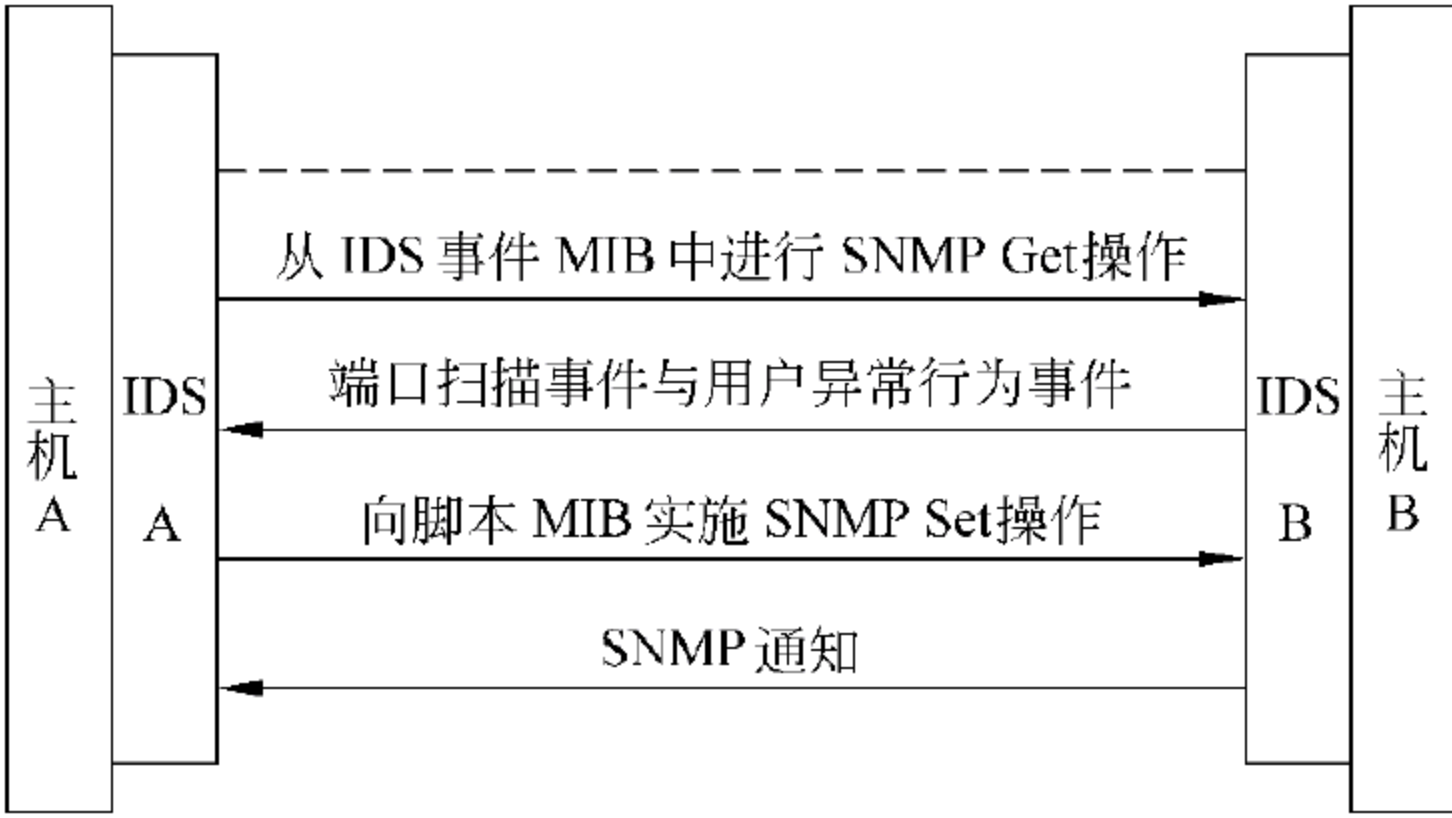 从 IDS 事件 MIB 中进行 SNMP Get操作
端口扫描事件与用户异常行为事件
向脚本 MIB 实施 SNMP Set操作
SNMP 通知
主机 A
IDS A
IDS B
主机 B